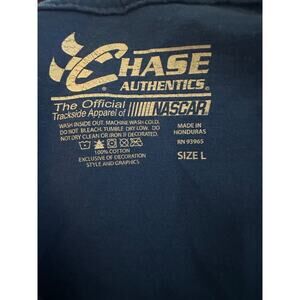 CHASE
AUTHENTICS®
The Official
Trackside Apparel of NASCAR
WASH INSIDE OUT. MACHINE WASH COLD.
DO NOT BLEACH. TUMBLE DRY LOW. DO
NOT DRY CLEAN OR IRON IF DECORATED.
100% COTTON
EXCLUSIVE OF DECORATION
STYLE AND GRAPHICS
MADE IN
HONDURAS
RN 93965
SIZE L